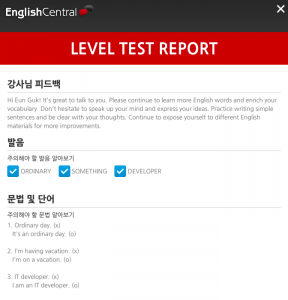 EnglishCentral
LEVEL TEST REPORT
강사님 피드백
Hi Eun Guk! It's great to talk to you. Please continue to learn more English words and enrich your
vocabulary. Don't hesitate to speak up your mind and express your ideas. Practice writing simple
sentences and be clear with your thoughts. Continue to expose yourself to different English
materials for more improvements.
발음
주의해야 할 발음 알아보기
ORDINARY SOMETHING DEVELOPER
문법 및 단어
주의해야 할 문법 알아보기
1. Ordinary day. (x)
It's an ordinary day. (o)
2. I'm having vacation. (x)
I'm on a vacation. (o)
3. IT developer. (x)
I am an IT developer. (o)